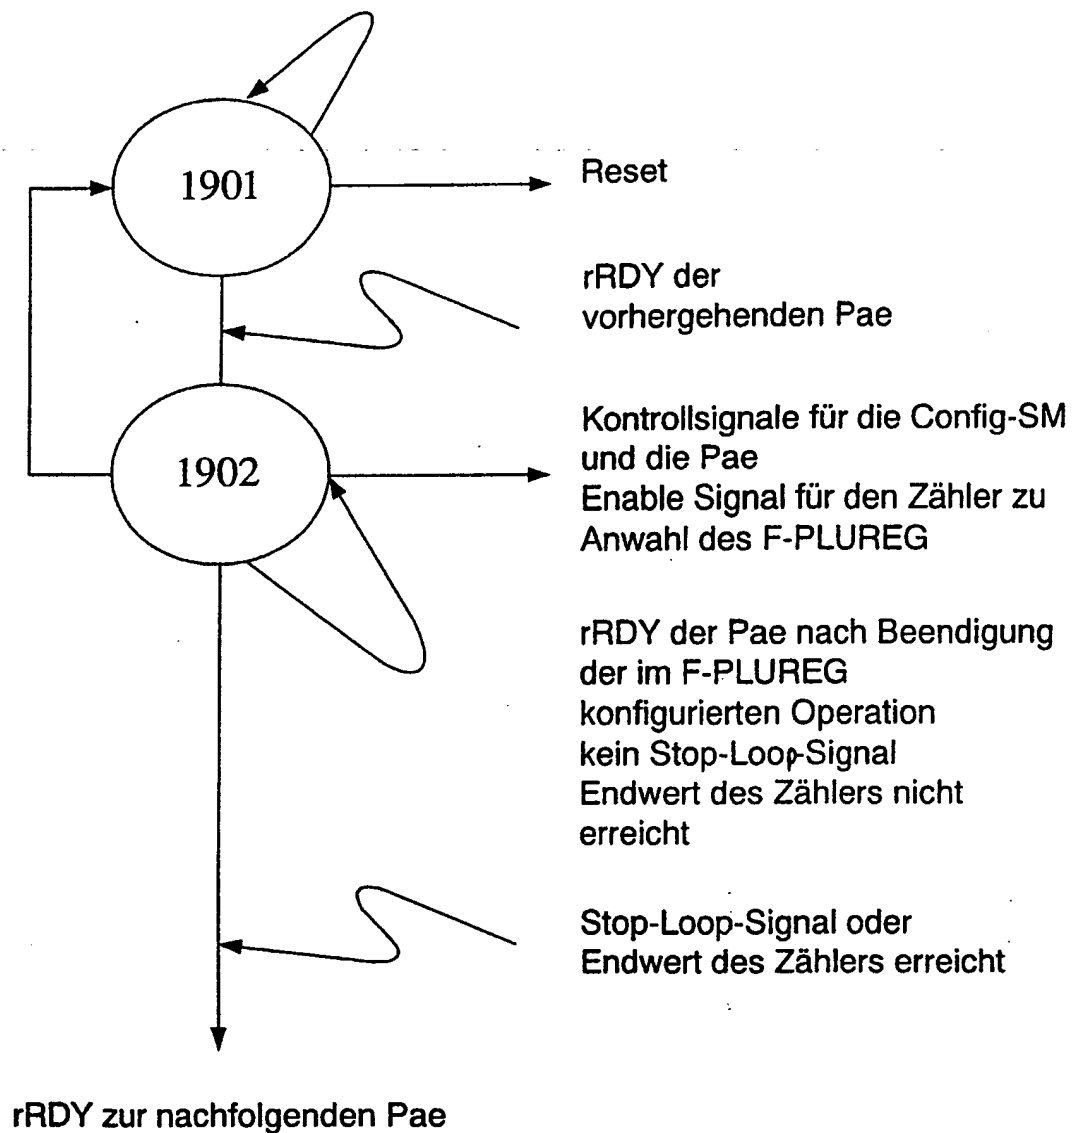 1901
Reset
rRDY der
vorhergehenden Pae
1902
Kontrollsignale für die Config-SM
und die Pae
Enable Signal für den Zähler zu
Anwahl des F-PLUREG
rRDY der Pae nach Beendigung
der im F-PLUREG
konfigurierten Operation
kein Stop-Loop-Signal
Endwert des Zählers nicht
erreicht
Stop-Loop-Signal oder
Endwert des Zählers erreicht
rRDY zur nachfolgenden Pae